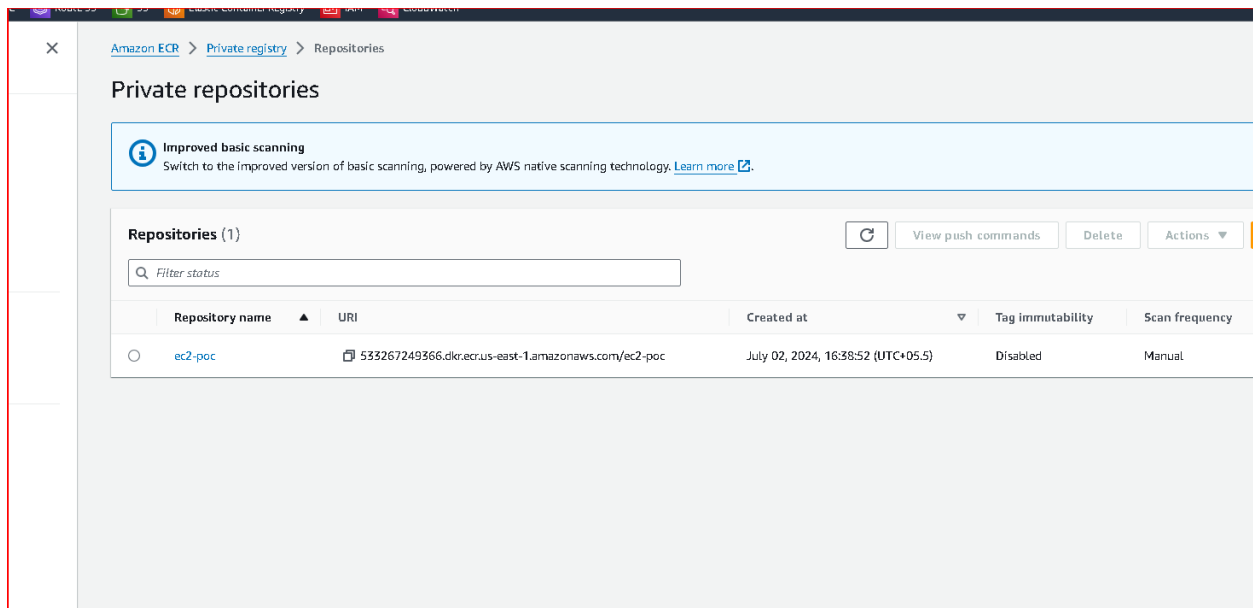 Amazon ECR > Private registry > Repositories
Private repositories
Improved basic scanning
Switch to the improved version of basic scanning, powered by AWS native scanning technology. Learn more.
Repositories (1)
View push commands Delete Actions
Filter status
Repository name URI Created at Tag immutability Scan frequency
ec2-poc 533267249366.dkr.ecr.us-east-1.amazonaws.com/ec2-poc July 02, 2024, 16:38:52 (UTC+05.5) Disabled Manual